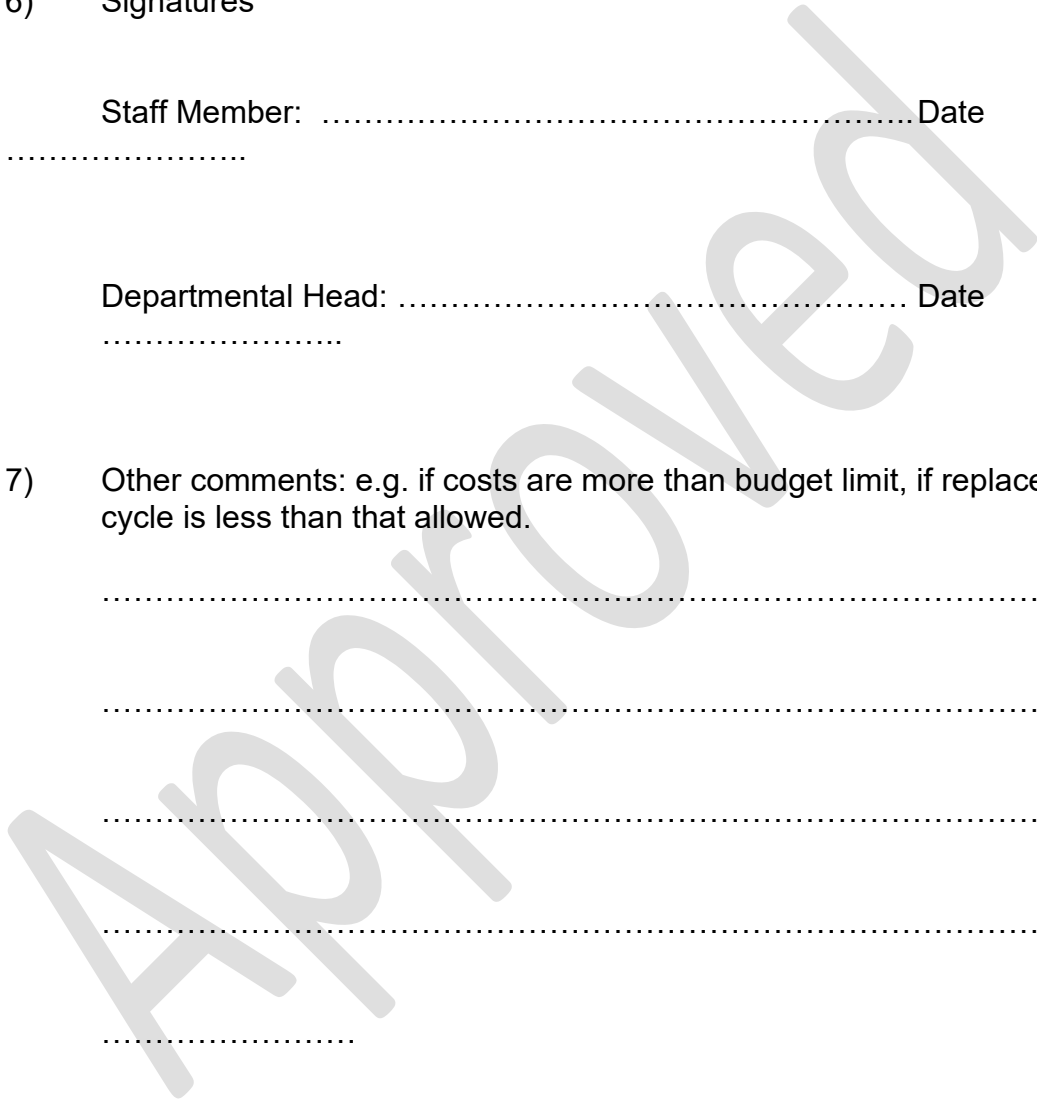 6) Signatures
Staff Member: ………………………………………………..Date
…………………..
Departmental Head: ………………………………………… Date
…………………..
7) Other comments: e.g. if costs are more than budget limit, if replace
cycle is less than that allowed.
……………………………………………………………………………
……………………………………………………………………………
……………………………………………………………………………
……………………………………………………………………………
……………………
Approved